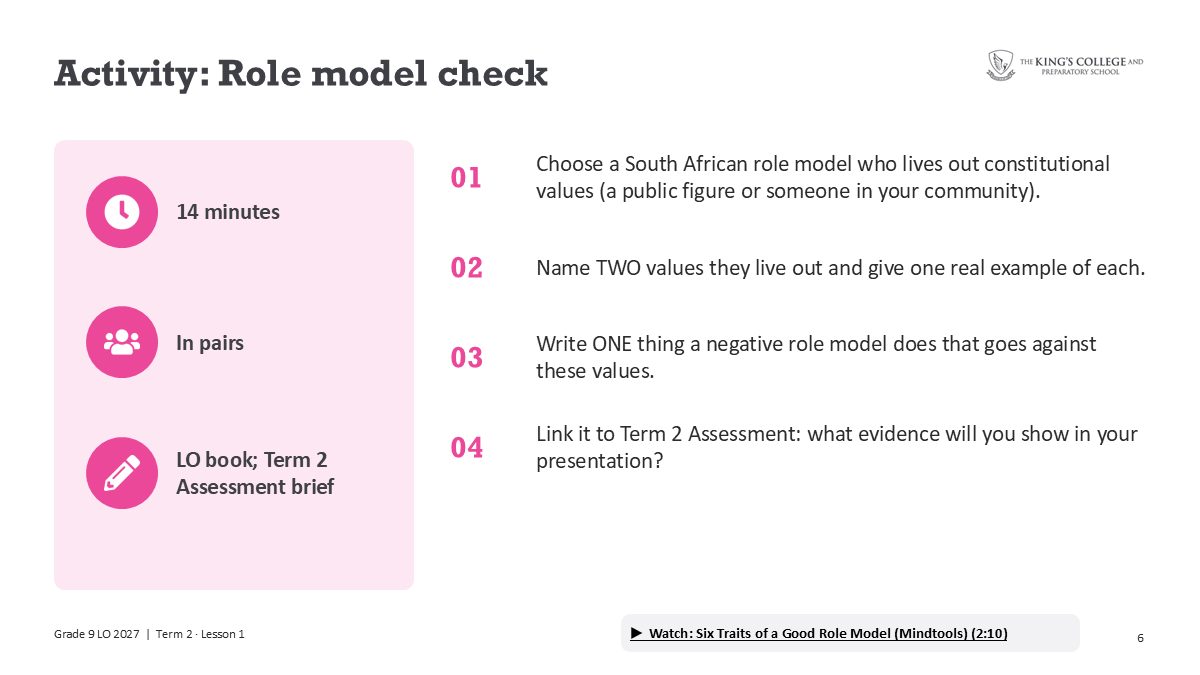 Activity: Role model check
THE KING'S COLLEGE AND
PREPARATORY SCHOOL
14 minutes
In pairs
LO book; Term 2
Assessment brief
01
Choose a South African role model who lives out constitutional
values (a public figure or someone in your community).
02
Name TWO values they live out and give one real example of each.
03
Write ONE thing a negative role model does that goes against
these values.
04
Link it to Term 2 Assessment: what evidence will you show in your
presentation?
Grade 9 LO 2027 | Term 2 · Lesson 1
▶ Watch: Six Traits of a Good Role Model (Mindtools) (2:10)
6